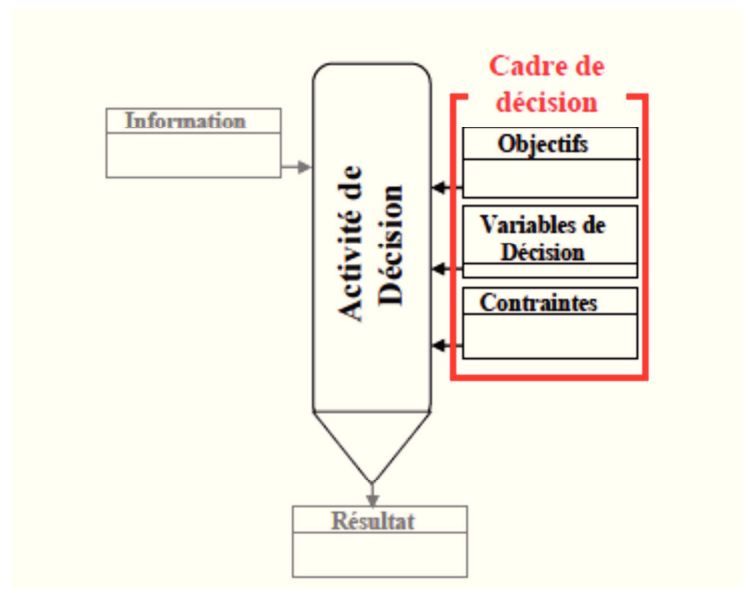 Cadre de
décision
Information
Objectifs
Activité de
Décision
Variables de
Décision
Contraintes
Résultat